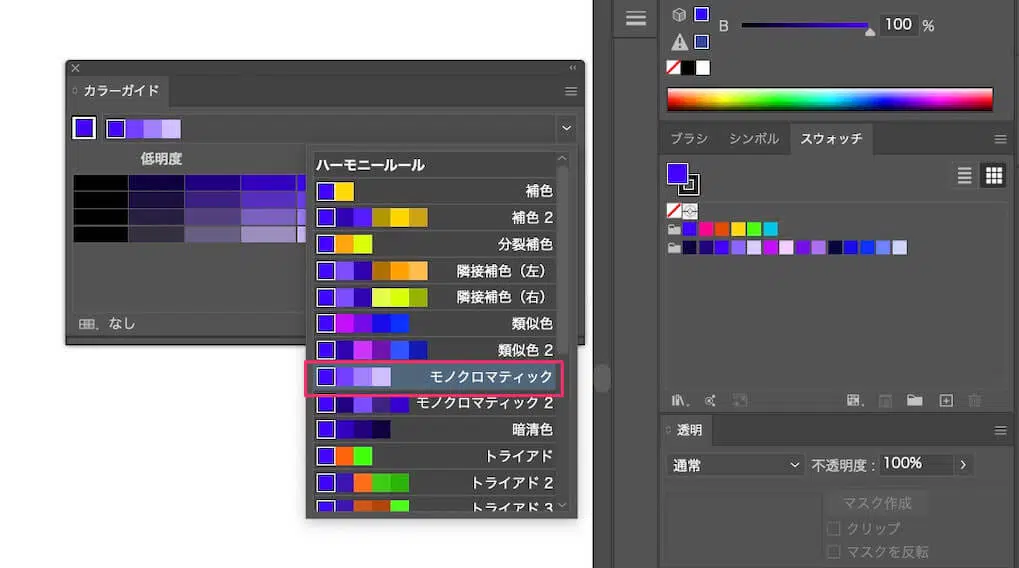 カラーガイド
低明度
ハーモニールール
補色
補色 2
分裂補色
隣接補色（左）
隣接補色（右）
類似色
類似色 2
モノクロマティック
モノクロマティック 2
暗清色
トライアド
トライアド 2
トライアド 3
なし
B
100
%
ブラシ
シンボル
スウォッチ
透明
通常
不透明度 :
100%
マスク作成
クリップ
マスクを反転